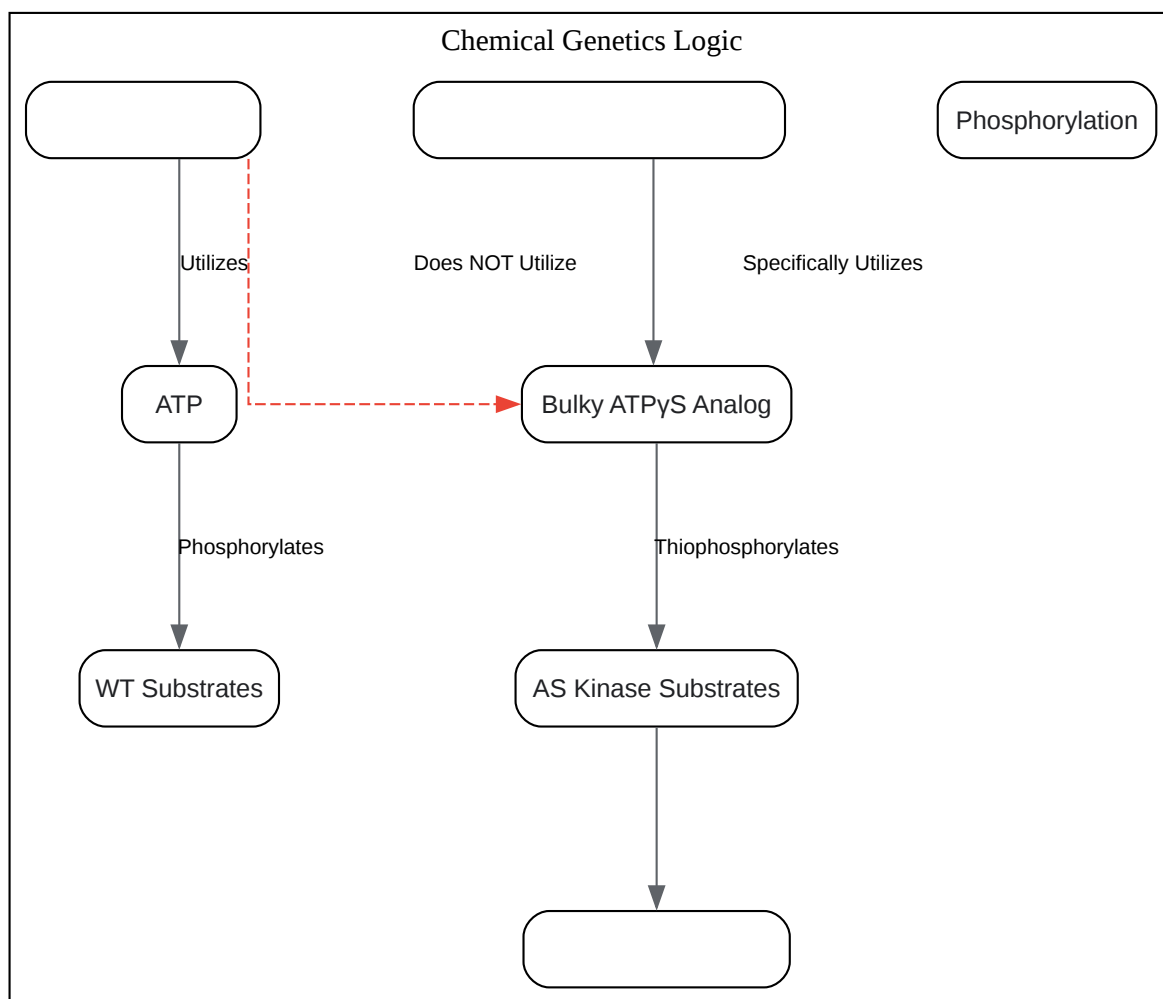 Chemical Genetics Logic
Phosphorylation
Utilizes
Does NOT Utilize
Specifically Utilizes
ATP
Bulky ATPγS Analog
Phosphorylates
Thiophosphorylates
WT Substrates
AS Kinase Substrates